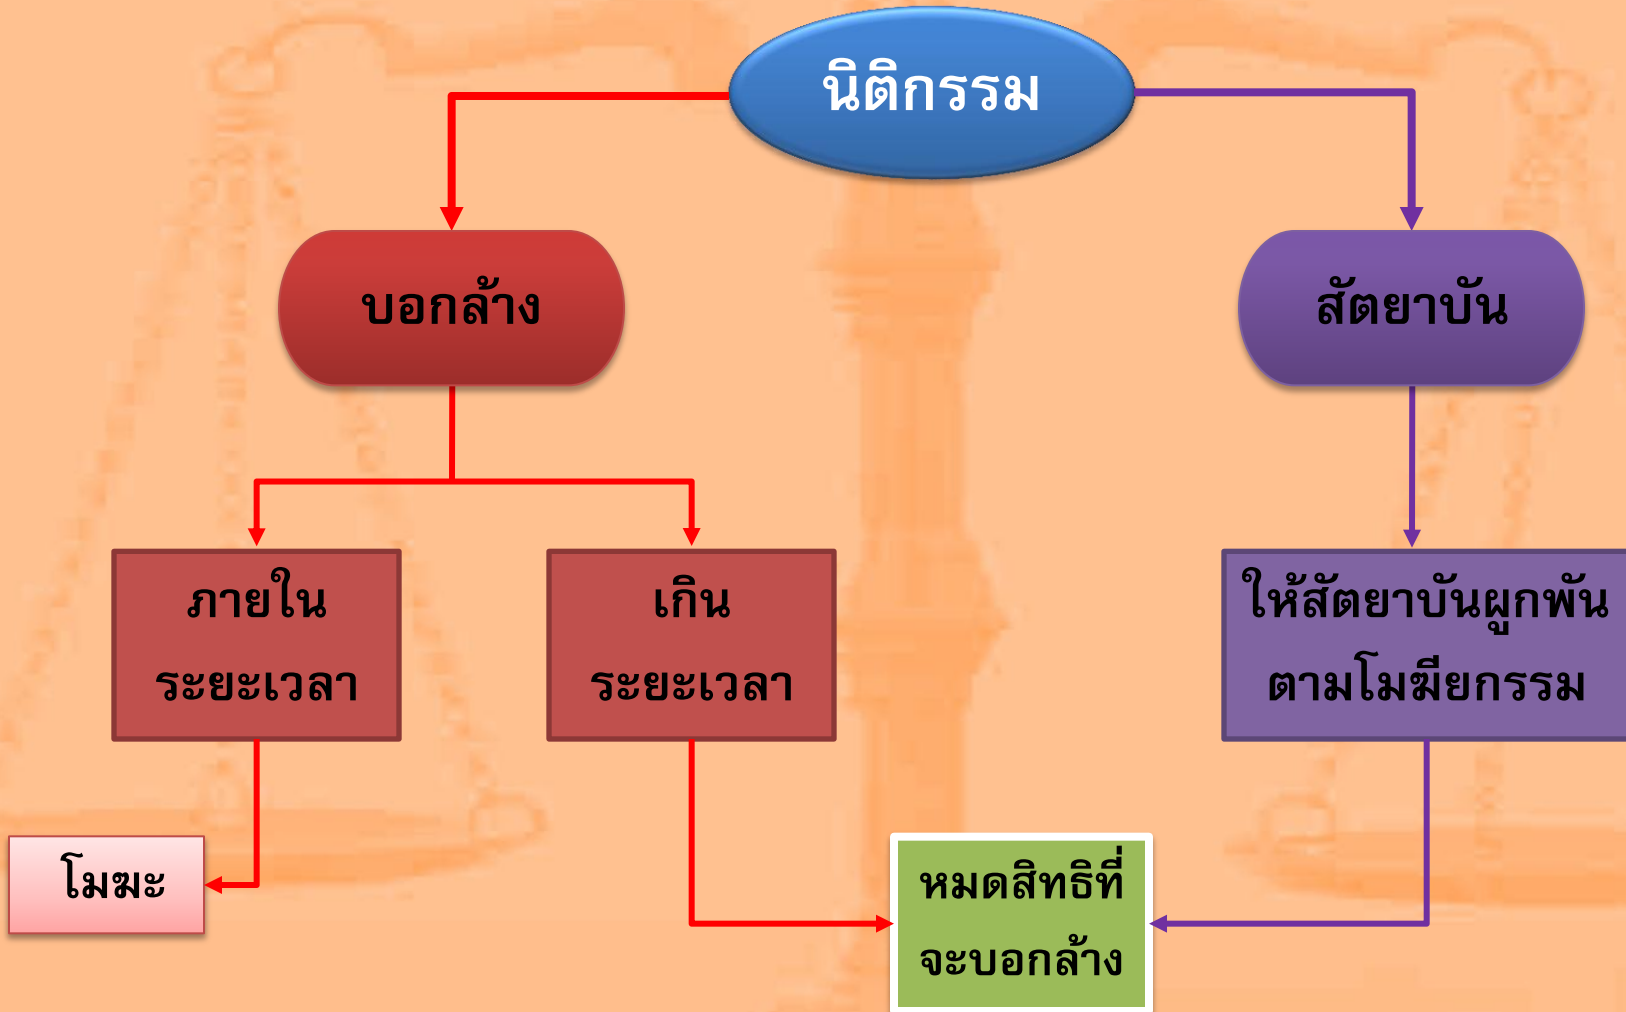 นิติกรรม
บอกล้าง
สัตยาบัน
ภายใน
ระยะเวลา
เกิน
ระยะเวลา
ให้สัตยาบันผูกพัน
ตามโมฆียกรรม
โมฆะ
หมดสิทธิที่
จะบอกล้าง